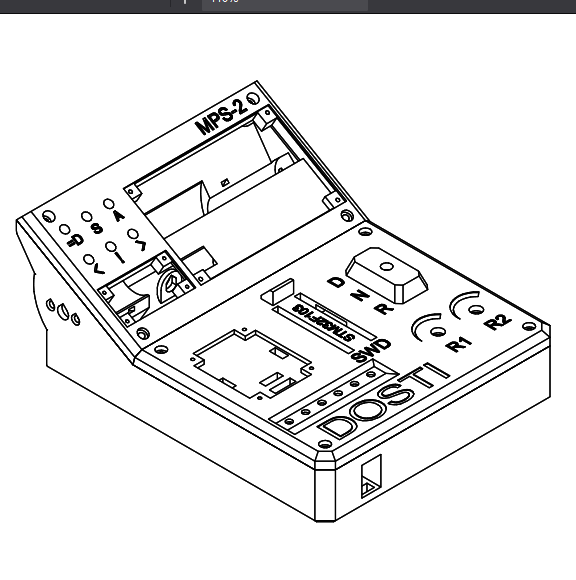 MPS-2
=D S A
< | >
D
N
R
STM32F103
SWD
R1 R2
DOSTI